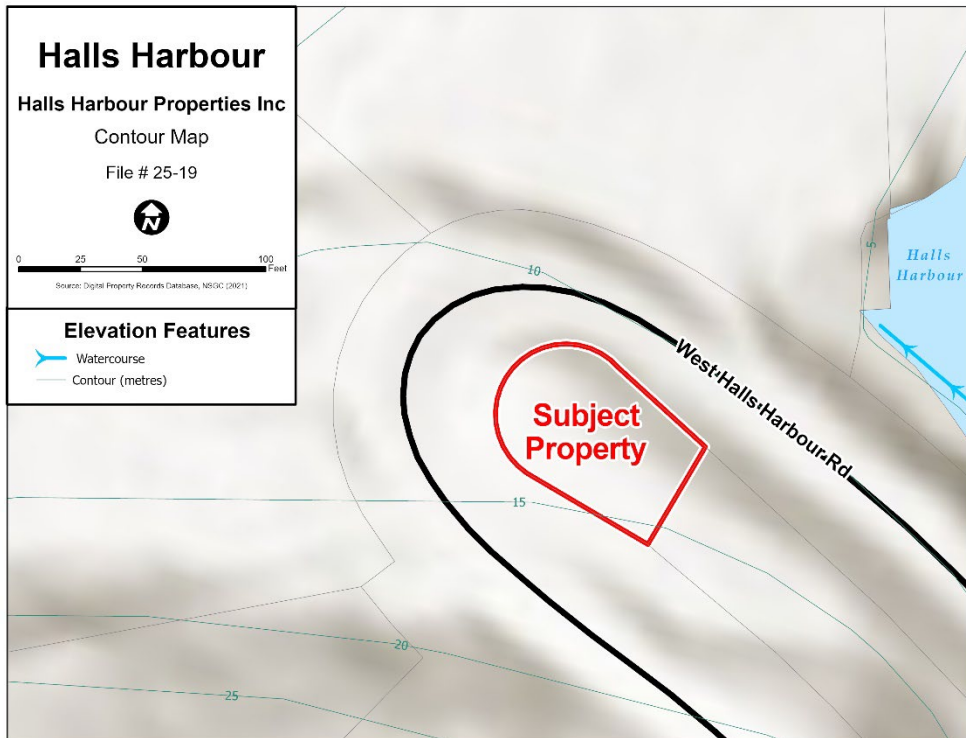 Halls Harbour
Halls Harbour Properties Inc
Contour Map
File # 25-19
N
0 25 50 100
Feet
Source: Digital Property Records Database, NSGC (2021)
Elevation Features
Watercourse
Contour (metres)
10
5
Halls
Harbour
West Halls Harbour Rd
Subject
Property
15
20
25